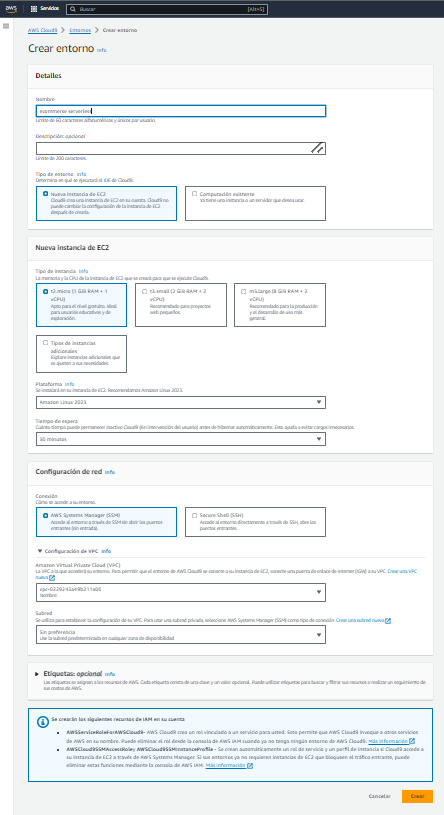 aws
Servicios
Buscar
[Alt+S]
AWS Cloud9 > Entornos > Crear entorno
Crear entorno Info
Detalles
Nombre
ecommerce serverless
Límite de 60 caracteres alfanuméricos y únicos por usuario.
Descripción: opcional
Límite de 200 caracteres.
Tipo de entorno Info
Determina en qué se ejecutará el IDE de Cloud9.
Nueva instancia de EC2
Cloud9 crea una instancia de EC2 en su cuenta. Cloud9 no
puede cambiar la configuración de la instancia de EC2
después de crearla.
Computación existente
Ya tiene una instancia o un servidor que desea usar.
Nueva instancia de EC2
Tipo de instancia Info
La memoria y la CPU de la instancia de EC2 que se creará para que se ejecute Cloud9.
t2.micro (1 GiB RAM + 1
vCPU)
Apto para el nivel gratuito. Ideal
para usuarios educativos y de
exploración.
t3.small (2 GiB RAM + 2
vCPU)
Recomendado para proyectos
web pequeños.
m5.large (8 GiB RAM + 2
vCPU)
Recomendado para la producción
y el desarrollo de uso más
general.
Tipos de instancias
adicionales
Explore instancias adicionales que
se ajusten a sus necesidades.
Plataforma Info
Se instalará en su instancia de EC2. Recomendamos Amazon Linux 2023.
Amazon Linux 2023
Tiempo de espera
Cuánto tiempo puede permanecer inactivo Cloud9 (sin intervención del usuario) antes de hibernar automáticamente. Esto ayuda a evitar cargos innecesarios.
30 minutos
Configuración de red Info
Conexión
Cómo se accede a su entorno.
AWS Systems Manager (SSM)
Accede al entorno a través de SSM sin abrir los puertos
entrantes (sin entrada).
Secure Shell (SSH)
Accede al entorno directamente a través de SSH, abre los
puertos entrantes.
Configuración de VPC Info
Amazon Virtual Private Cloud (VPC)
La VPC a la que accederá su entorno. Para permitir que el entorno de AWS Cloud9 se conecte a su instancia de EC2, conecte una puerta de enlace de Internet (IGW) a su VPC. Crear una VPC
nueva
Nombre
Subred
Se utiliza para establecer la configuración de su VPC. Para usar una subred privada, seleccione AWS Systems Manager (SSM) como tipo de conexión. Crear una subred nueva
Sin preferencia
Use la subred predeterminada en cualquier zona de disponibilidad
Etiquetas: opcional Info
Las etiquetas se asignan a los recursos de AWS. Cada etiqueta consta de una clave y un valor opcional. Puede utilizar etiquetas para buscar y filtrar sus recursos o realizar un seguimiento de
sus costos de AWS.
Se crearán los siguientes recursos de IAM en su cuenta
AWSServiceRoleForAWSCloud9- AWS Cloud9 crea un rol vinculado a un servicio para usted. Esto permite que AWS Cloud9 invoque a otros servicios
de AWS en su nombre. Puede eliminar el rol desde la consola de AWS IAM cuando ya no tenga ningún entorno de AWS Cloud9. Más información
AWSCloud9SSMAccessRole y AWSCloud9SSMInstanceProfile - Se crean automáticamente un rol de servicio y un perfil de instancia si Cloud9 accede a
su instancia de EC2 a través de AWS Systems Manager. Si sus entornos ya no requieren instancias de EC2 que bloqueen el tráfico entrante, puede
eliminar estas funciones mediante la consola de AWS IAM. Más información
Cancelar
Crear